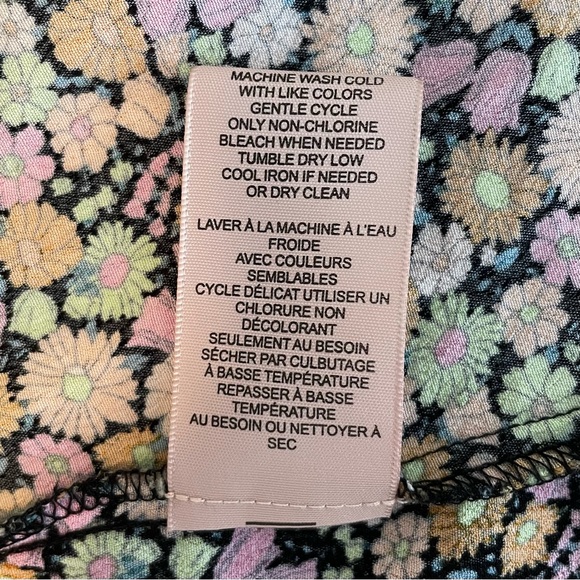 MACHINE WASH COLD
WITH LIKE COLORS
GENTLE CYCLE
ONLY NON-CHLORINE
BLEACH WHEN NEEDED
TUMBLE DRY LOW
COOL IRON IF NEEDED
OR DRY CLEAN
LAVER À LA MACHINE À L'EAU
FROIDE
AVEC COULEURS
SEMBLABLES
CYCLE DÉLICAT UTILISER UN
CHLORURE NON
DÉCOLORANT
SEULEMENT AU BESOIN
SÉCHER PAR CULBUTAGE
À BASSE TEMPÉRATURE
REPASSER À BASSE
TEMPÉRATURE
AU BESOIN OU NETTOYER À
SEC